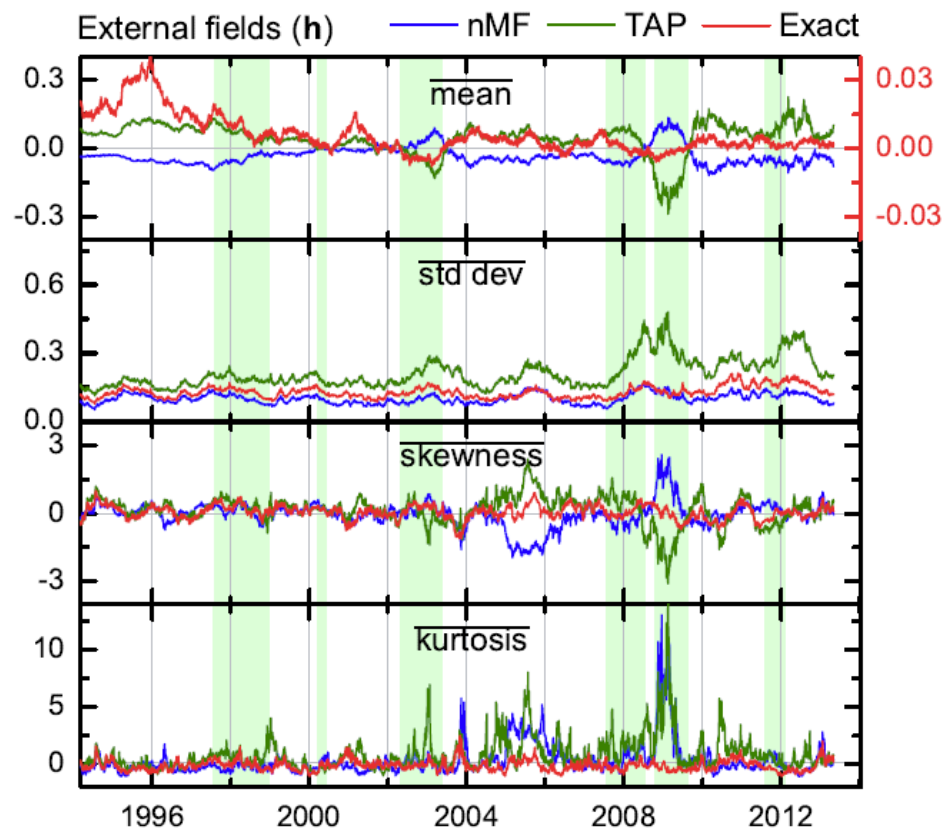 External fields (h) nMF TAP Exact
mean
0.3 0.03
0.0 0.00
-0.3 -0.03
std dev
0.6
0.3
0.0
skewness
3
0
-3
kurtosis
10
5
0
1996 2000 2004 2008 2012